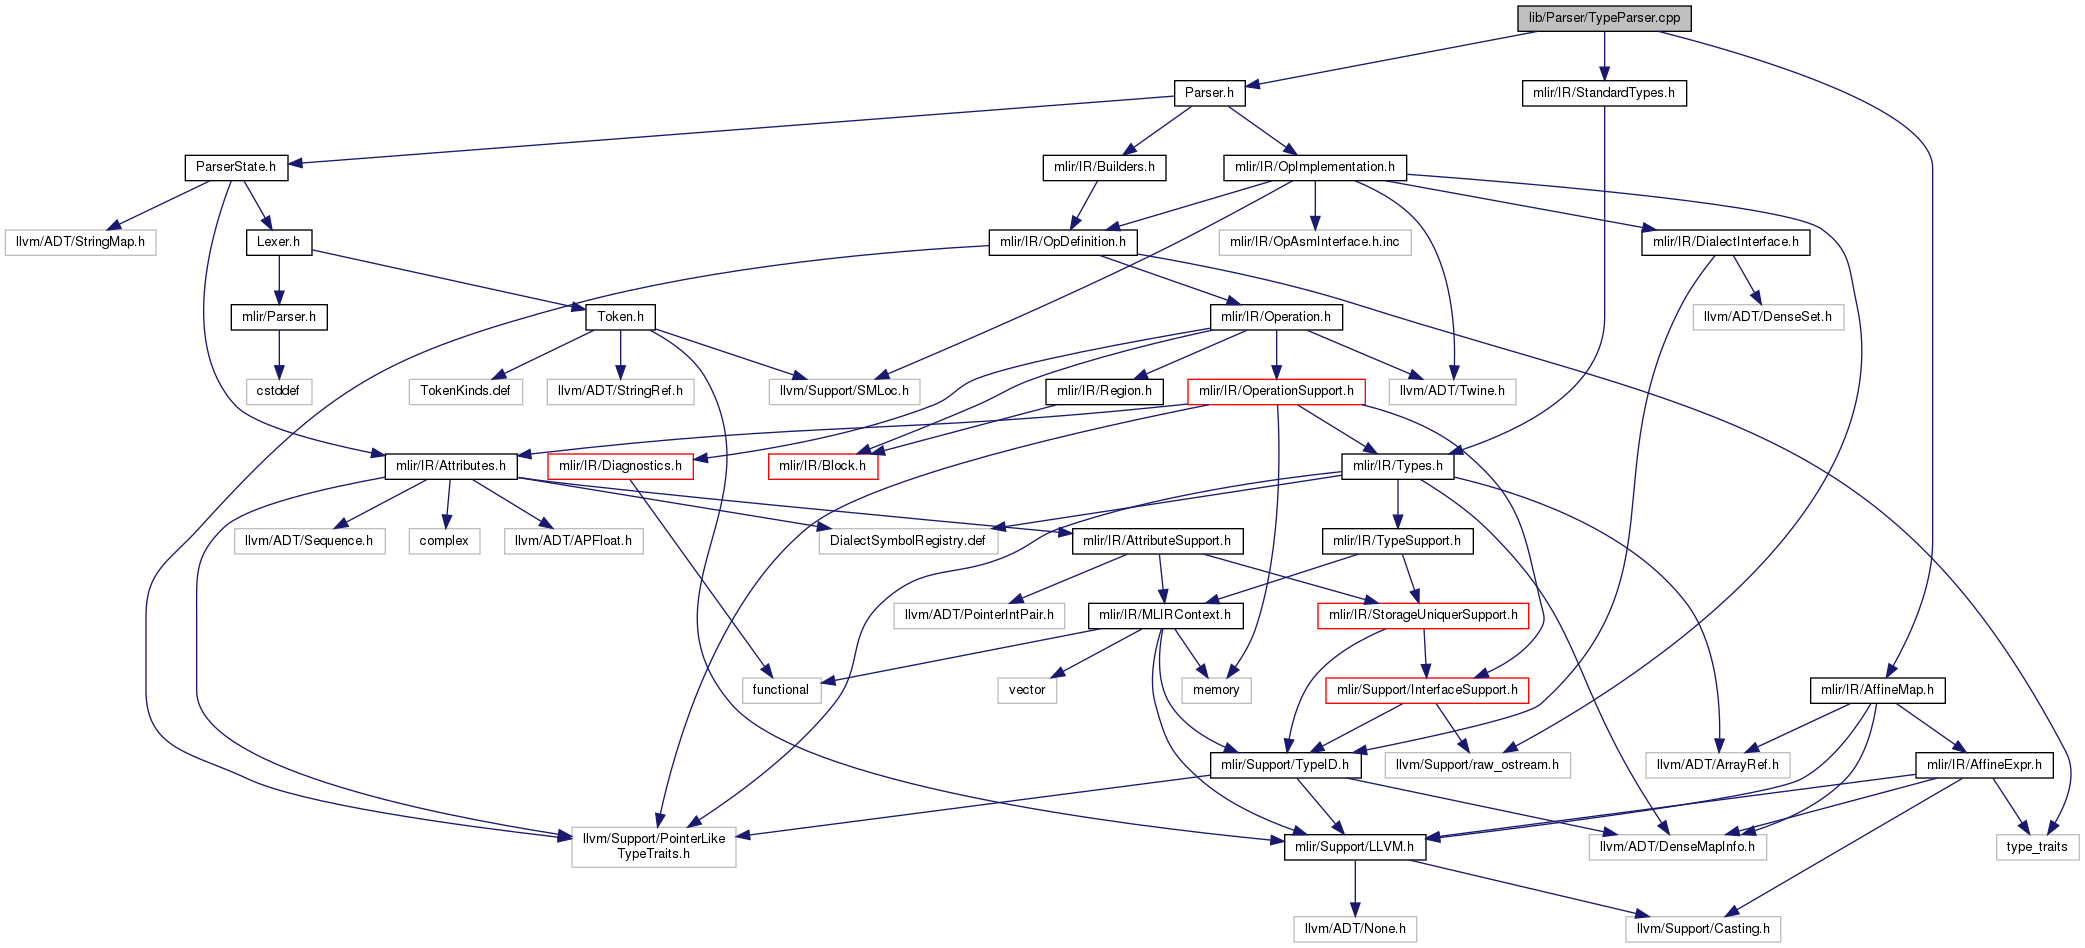 lib/Parser/TypeParser.cpp
Parser.h
mlir/IR/StandardTypes.h
ParserState.h
mlir/IR/Builders.h
mlir/IR/OpImplementation.h
llvm/ADT/StringMap.h
Lexer.h
mlir/IR/OpDefinition.h
mlir/IR/OpAsmInterface.h.inc
mlir/IR/DialectInterface.h
mlir/Parser.h
Token.h
mlir/IR/Operation.h
llvm/ADT/DenseSet.h
cstddef
TokenKinds.def
llvm/ADT/StringRef.h
llvm/Support/SMLoc.h
mlir/IR/Region.h
mlir/IR/OperationSupport.h
llvm/ADT/Twine.h
mlir/IR/Attributes.h
mlir/IR/Diagnostics.h
mlir/IR/Block.h
mlir/IR/Types.h
llvm/ADT/Sequence.h
complex
llvm/ADT/APFloat.h
DialectSymbolRegistry.def
mlir/IR/AttributeSupport.h
mlir/IR/TypeSupport.h
llvm/ADT/PointerIntPair.h
mlir/IR/MLIRContext.h
mlir/IR/StorageUniquerSupport.h
functional
vector
memory
mlir/Support/InterfaceSupport.h
mlir/IR/AffineMap.h
mlir/Support/TypeID.h
llvm/Support/raw_ostream.h
llvm/ADT/ArrayRef.h
mlir/IR/AffineExpr.h
llvm/Support/PointerLike
TypeTraits.h
mlir/Support/LLVM.h
llvm/ADT/DenseMapInfo.h
type_traits
llvm/ADT/None.h
llvm/Support/Casting.h